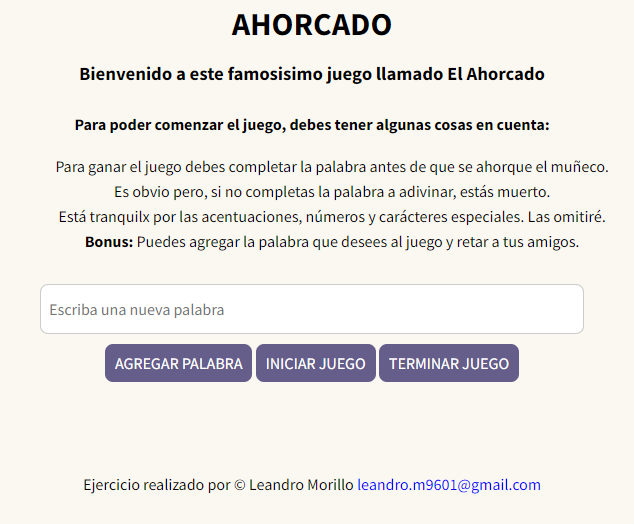 AHORCADO
Bienvenido a este famosisimo juego llamado El Ahorcado
Para poder comenzar el juego, debes tener algunas cosas en cuenta:
Para ganar el juego debes completar la palabra antes de que se ahorque el muñeco.
Es obvio pero, si no completas la palabra a adivinar, estás muerto.
Está tranquilx por las acentuaciones, números y carácteres especiales. Las omitiré.
Bonus: Puedes agregar la palabra que desees al juego y retar a tus amigos.
Escriba una nueva palabra
AGREGAR PALABRA INICIAR JUEGO TERMINAR JUEGO
Ejercicio realizado por © Leandro Morillo leandro.m9601@gmail.com